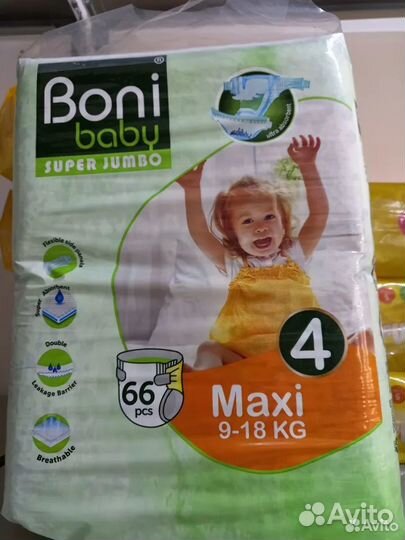 Boni®
baby
SUPER JUMBO
ultra absorbent
Flexible side panels
Super Absorbent
Double
Leakage Barrier
Breathable
66
pcs
4
Maxi
9-18 KG
Avito